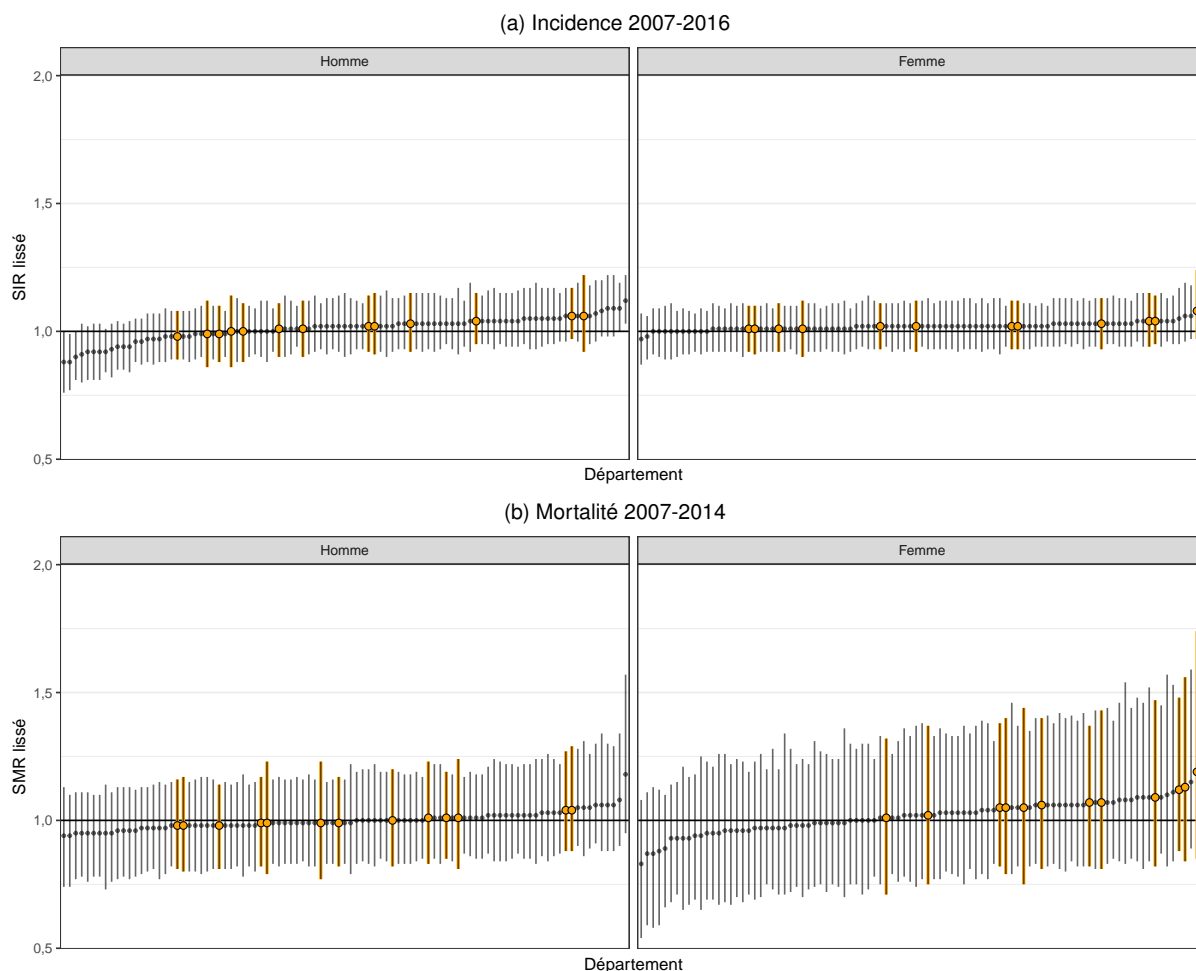 (a) Incidence 2007-2016
Homme
Femme
SIR lissé
2,0
1,5
1,0
0,5
Département
(b) Mortalité 2007-2014
Homme
Femme
SMR lissé
2,0
1,5
1,0
0,5
Département